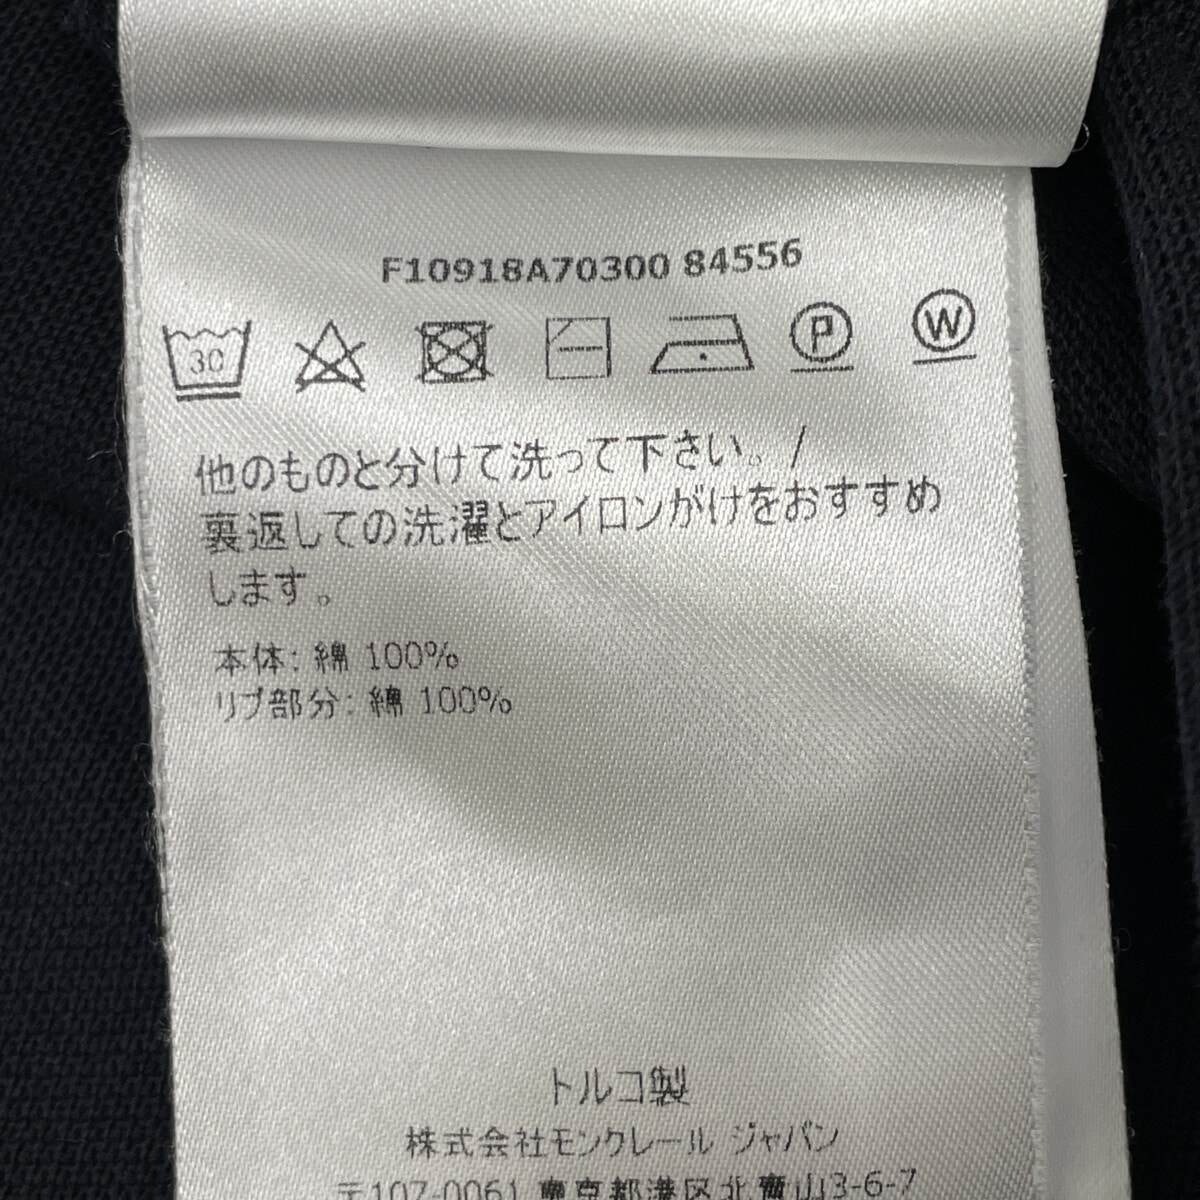 F10918A70300 84556
30 P W
他のものと分けて洗って下さい。/
裏返しての洗濯とアイロンがけをおすすめ
します。
本体: 綿 100%
リブ部分: 綿 100%
トルコ製
株式会社モンクレール ジャパン
〒107-0061 東京都港区北青山3-6-7